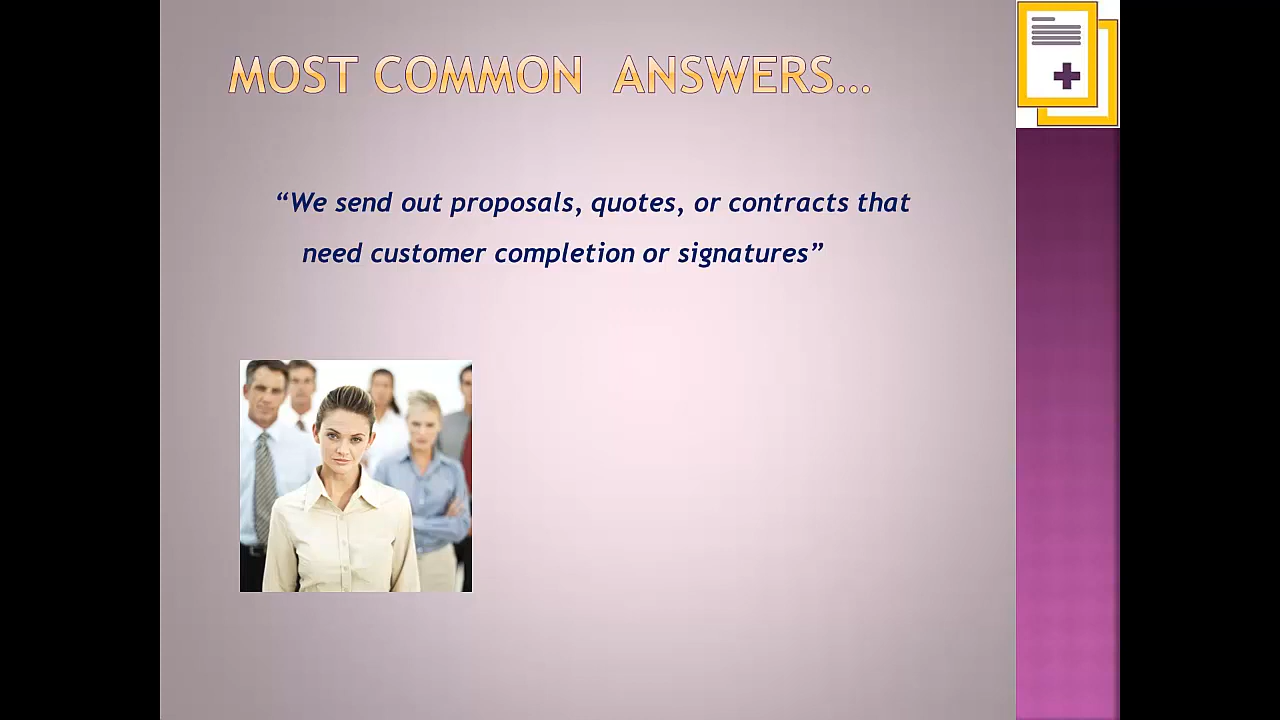 MOST COMMON ANSWERS…
“We send out proposals, quotes, or contracts that
need customer completion or signatures”